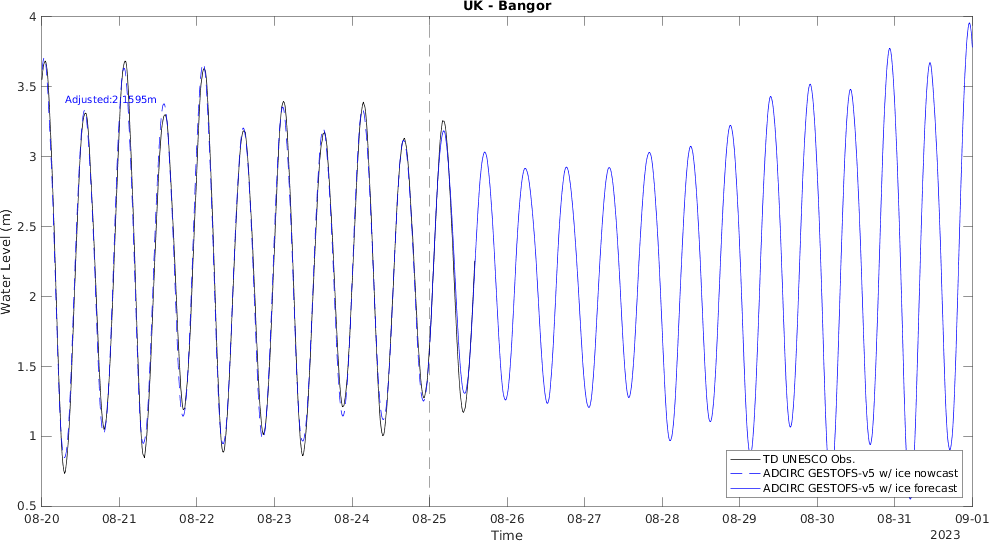 UK - Bangor
4
3.5
3
2.5
2
1.5
1
0.5
Water Level (m)
Adjusted:2.1595m
TD UNESCO Obs.
ADCIRC GESTOFS-v5 w/ ice nowcast
ADCIRC GESTOFS-v5 w/ ice forecast
08-20 08-21 08-22 08-23 08-24 08-25 08-26 08-27 08-28 08-29 08-30 08-31 09-01
Time
2023